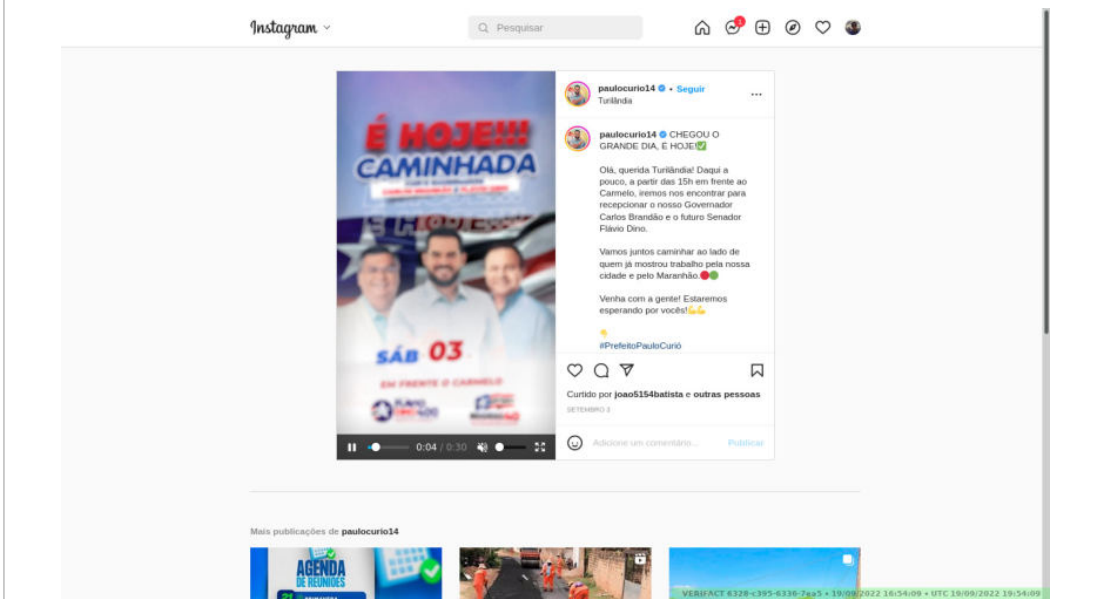 Instagram
Pesquisar
1
É HOJE!!!
CAMINHADA
SÁB 03
EM FRENTE O CARMELO
0:04 / 0:30
paulocurio14 • Seguir
Turilândia
paulocurio14 CHEGOU O
GRANDE DIA, É HOJE!✅
Olá, querida Turilândia! Daqui a
pouco, a partir das 15h em frente ao
Carmelo, iremos nos encontrar para
recepcionar o nosso Governador
Carlos Brandão e o futuro Senador
Flávio Dino.
Vamos juntos caminhar ao lado de
quem já mostrou trabalho pela nossa
cidade e pelo Maranhão.🔴🟢
Venha com a gente! Estaremos
esperando por vocês!💪💪
👇
#PrefeitoPauloCurió
Curtido por joao5154batista e outras pessoas
SETEMBRO 3
Adicione um comentário...
Publicar
Mais publicações de paulocurio14
AGENDA
DE REUNIÕES
21
VERIFACT 6328-c395-6336-7ea5 • 19/09/2022 16:54:09 • UTC 19/09/2022 19:54:09